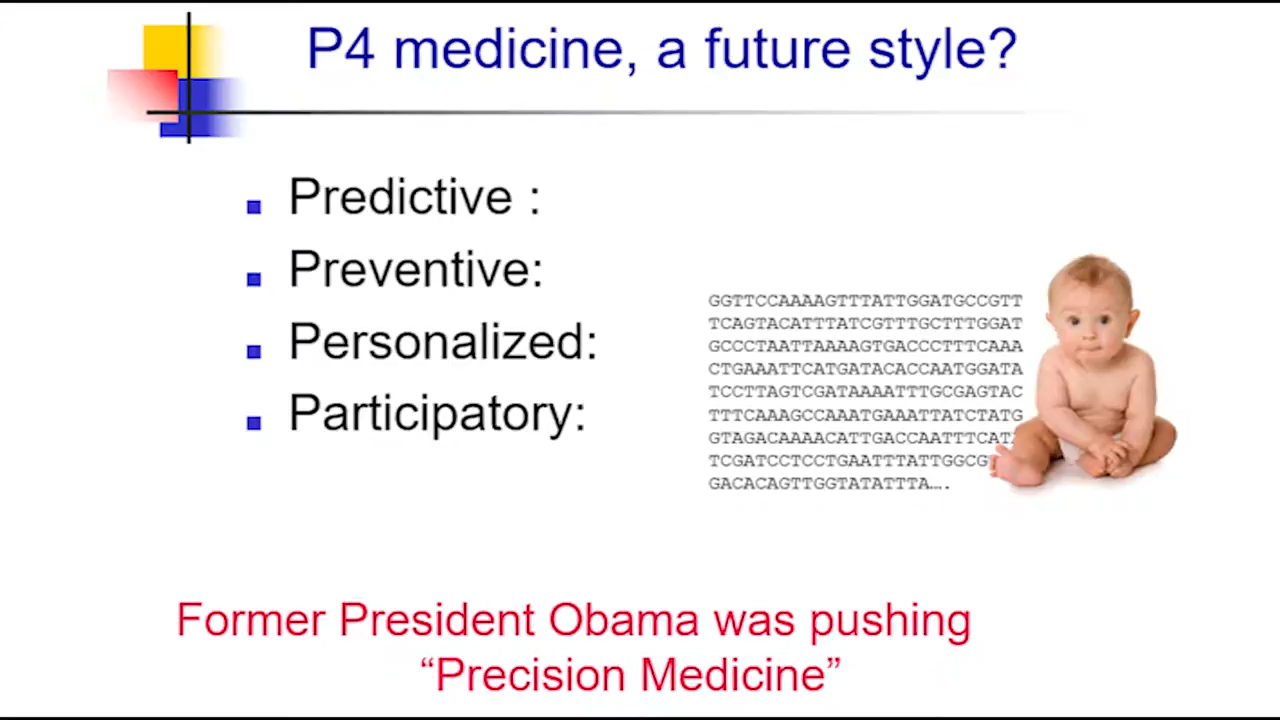 P4 medicine, a future style?
Predictive :
Preventive:
Personalized:
Participatory:
GGTTCCAAAAGTTTATTGGATGCCGTT
TCAGTACATTTATCGTTTGCTTTGGAT
GCCCTAATTAAAAGTGACCCTTTCAAA
CTGAAATTCATGATACACCAATGGATA
TCCTTAGTCGATAAAATTTGCGAGTAC
TTTCAAAGCCAAATGAAATTATCTATG
GTAGACAAAACATTGACCAATTTCAT
TCGATCCTCCTGAATTTATTGGCG
GACACAGTTGGTATATTTA….
Former President Obama was pushing
“Precision Medicine”